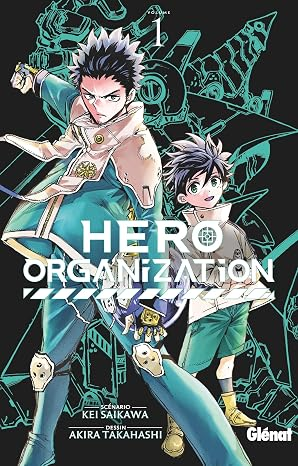 VOLUME
1
HERO
ORGANIZATION
SCÉNARIO
KEI SAIKAWA
DESSIN
AKIRA TAKAHASHI
Glénat